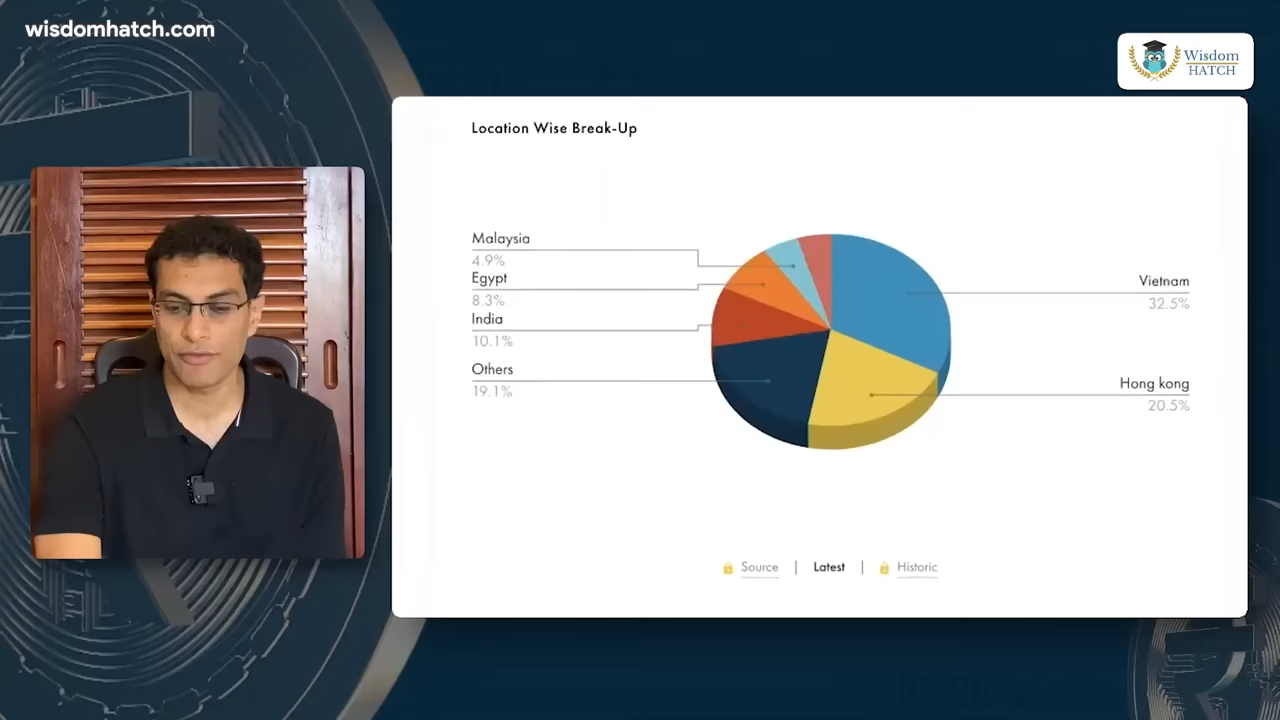 wisdomhatch.com
Wisdom
HATCH
Location Wise Break-Up
Malaysia
4.9%
Egypt
8.3%
India
10.1%
Others
19.1%
Vietnam
32.5%
Hong kong
20.5%
Source | Latest | Historic